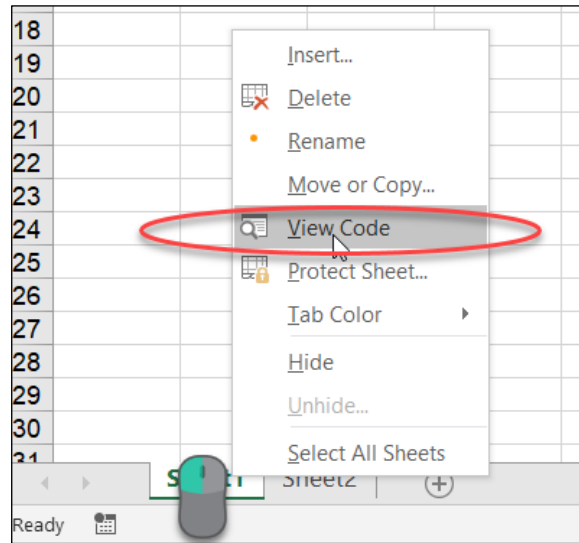 18
19
20
21
22
23
24
25
26
27
28
29
30
31
Insert...
Delete
Rename
Move or Copy...
View Code
Protect Sheet...
Tab Color
Hide
Unhide...
Select All Sheets
Sheet2
Ready